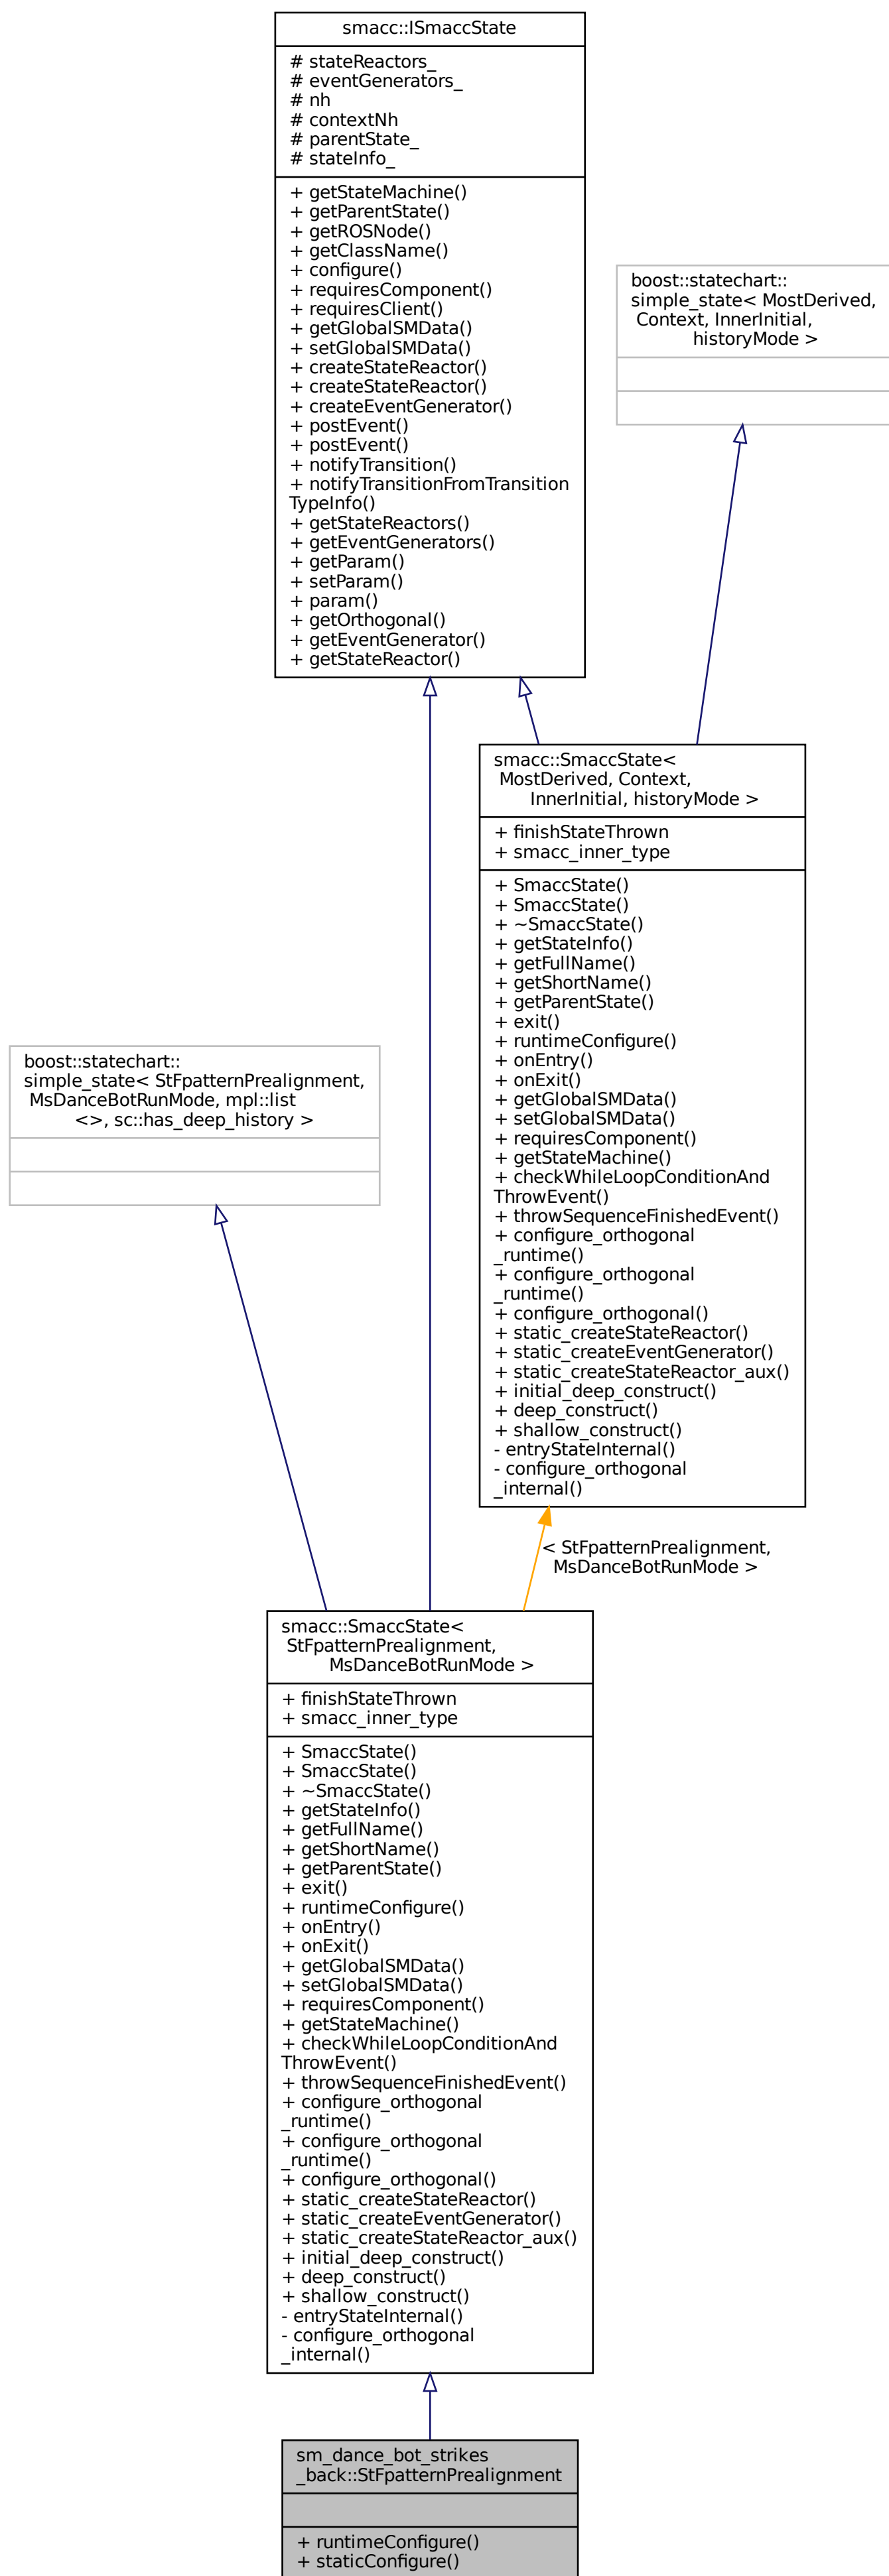 smacc::ISmaccState
# stateReactors_
# eventGenerators_
# nh
# contextNh
# parentState_
# stateInfo_
+ getStateMachine()
+ getParentState()
+ getROSNode()
+ getClassName()
+ configure()
+ requiresComponent()
+ requiresClient()
+ getGlobalSMData()
+ setGlobalSMData()
+ createStateReactor()
+ createStateReactor()
+ createEventGenerator()
+ postEvent()
+ postEvent()
+ notifyTransition()
+ notifyTransitionFromTransition
TypeInfo()
+ getStateReactors()
+ getEventGenerators()
+ getParam()
+ setParam()
+ param()
+ getOrthogonal()
+ getEventGenerator()
+ getStateReactor()
boost::statechart::
simple_state< MostDerived,
Context, InnerInitial,
historyMode >
smacc::SmaccState<
MostDerived, Context,
InnerInitial, historyMode >
+ finishStateThrown
+ smacc_inner_type
+ SmaccState()
+ SmaccState()
+ ~SmaccState()
+ getStateInfo()
+ getFullName()
+ getShortName()
+ getParentState()
+ exit()
+ runtimeConfigure()
+ onEntry()
+ onExit()
+ getGlobalSMData()
+ setGlobalSMData()
+ requiresComponent()
+ getStateMachine()
+ checkWhileLoopConditionAnd
ThrowEvent()
+ throwSequenceFinishedEvent()
+ configure_orthogonal
_runtime()
+ configure_orthogonal
_runtime()
+ configure_orthogonal()
+ static_createStateReactor()
+ static_createEventGenerator()
+ static_createStateReactor_aux()
+ initial_deep_construct()
+ deep_construct()
+ shallow_construct()
- entryStateInternal()
- configure_orthogonal
_internal()
boost::statechart::
simple_state< StFpatternPrealignment,
MsDanceBotRunMode, mpl::list
<>, sc::has_deep_history >
< StFpatternPrealignment,
MsDanceBotRunMode >
smacc::SmaccState<
StFpatternPrealignment,
MsDanceBotRunMode >
+ finishStateThrown
+ smacc_inner_type
+ SmaccState()
+ SmaccState()
+ ~SmaccState()
+ getStateInfo()
+ getFullName()
+ getShortName()
+ getParentState()
+ exit()
+ runtimeConfigure()
+ onEntry()
+ onExit()
+ getGlobalSMData()
+ setGlobalSMData()
+ requiresComponent()
+ getStateMachine()
+ checkWhileLoopConditionAnd
ThrowEvent()
+ throwSequenceFinishedEvent()
+ configure_orthogonal
_runtime()
+ configure_orthogonal
_runtime()
+ configure_orthogonal()
+ static_createStateReactor()
+ static_createEventGenerator()
+ static_createStateReactor_aux()
+ initial_deep_construct()
+ deep_construct()
+ shallow_construct()
- entryStateInternal()
- configure_orthogonal
_internal()
sm_dance_bot_strikes
_back::StFpatternPrealignment
+ runtimeConfigure()
+ staticConfigure()